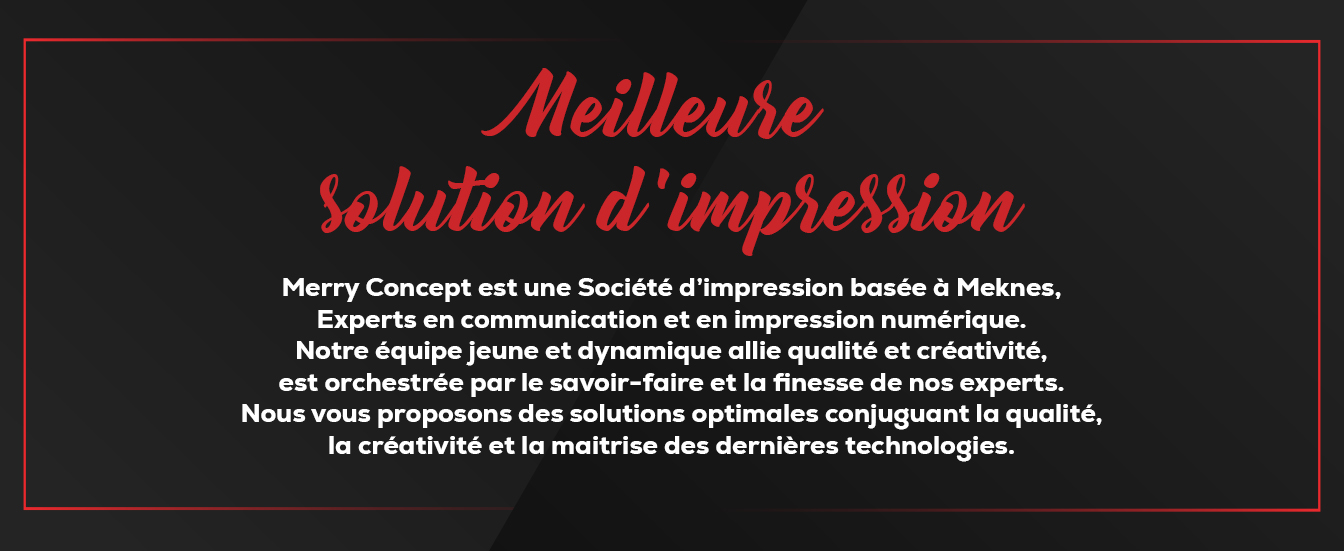 Meilleure
solution d'impression
Merry Concept est une Société d’impression basée à Meknes,
Experts en communication et en impression numérique.
Notre équipe jeune et dynamique allie qualité et créativité,
est orchestrée par le savoir-faire et la finesse de nos experts.
Nous vous proposons des solutions optimales conjuguant la qualité,
la créativité et la maitrise des dernières technologies.